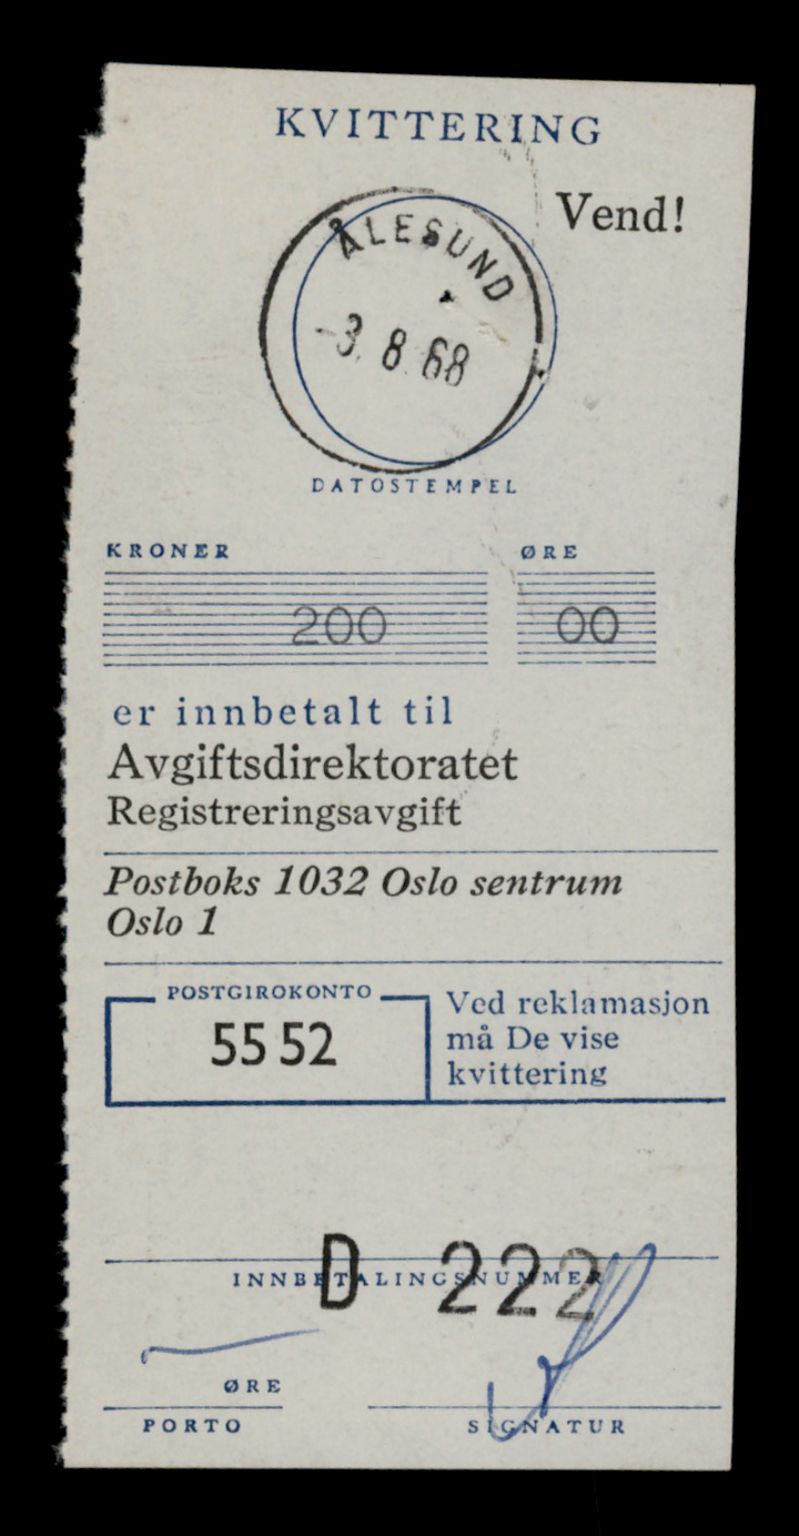 KVITTERING
Vend!
ÅLESUND
-3. 8. 68
DATOSTEMPEL
KRONER ØRE
200 00
er innbetalt til
Avgiftsdirektoratet
Registreringsavgift
Postboks 1032 Oslo sentrum
Oslo 1
POSTGIROKONTO
55 52
Ved reklamasjon
må De vise
kvittering
D 222
INNBETALINGSNUMMER
ØRE
PORTO SIGNATUR